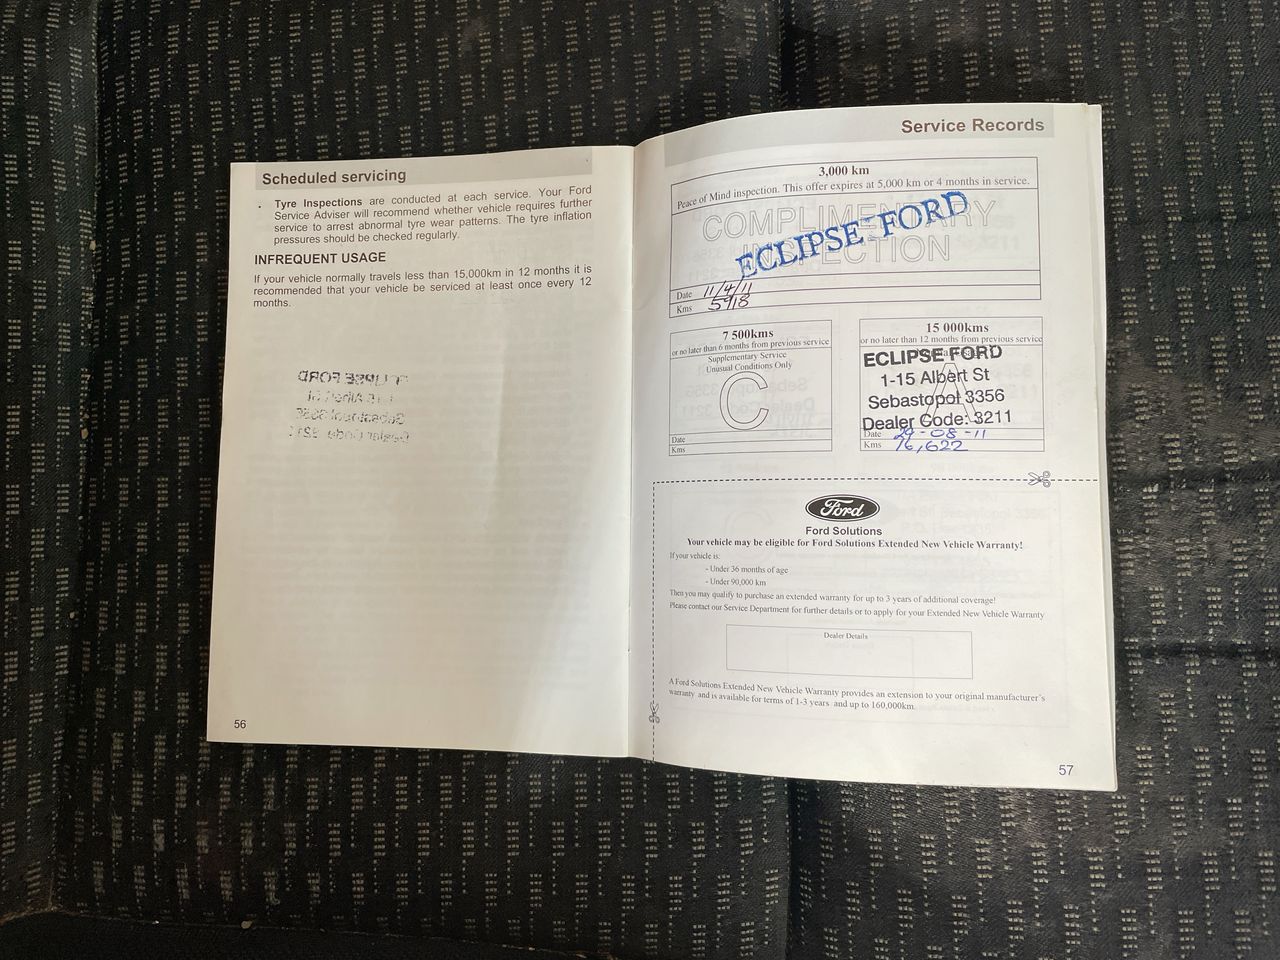 Scheduled servicing
- Tyre Inspections are conducted at each service. Your Ford
Service Adviser will recommend whether vehicle requires further
service to arrest abnormal tyre wear patterns. The tyre inflation
pressures should be checked regularly.
INFREQUENT USAGE
If your vehicle normally travels less than 15,000km in 12 months it is
recommended that your vehicle be serviced at least once every 12
months.
56
Service Records
3,000 km
Peace of Mind inspection. This offer expires at 5,000 km or 4 months in service.
COMPLIMENTARY
INSPECTION
ECLIPSE FORD
Date 11/4/11
Kms 5918
7 500kms
or no later than 6 months from previous service
Supplementary Service
Unusual Conditions Only
C
Date
Kms
15 000kms
or no later than 12 months from previous service
A
ECLIPSE FORD
1-15 Albert St
Sebastopol 3356
Dealer Code: 3211
Date 29-08-11
Kms 16,622
Ford
Ford Solutions
Your vehicle may be eligible for Ford Solutions Extended New Vehicle Warranty!
If your vehicle is:
- Under 36 months of age
- Under 90,000 km
Then you may qualify to purchase an extended warranty for up to 3 years of additional coverage!
Please contact our Service Department for further details or to apply for your Extended New Vehicle Warranty
Dealer Details
A Ford Solutions Extended New Vehicle Warranty provides an extension to your original manufacturer's
warranty and is available for terms of 1-3 years and up to 160,000km.
57